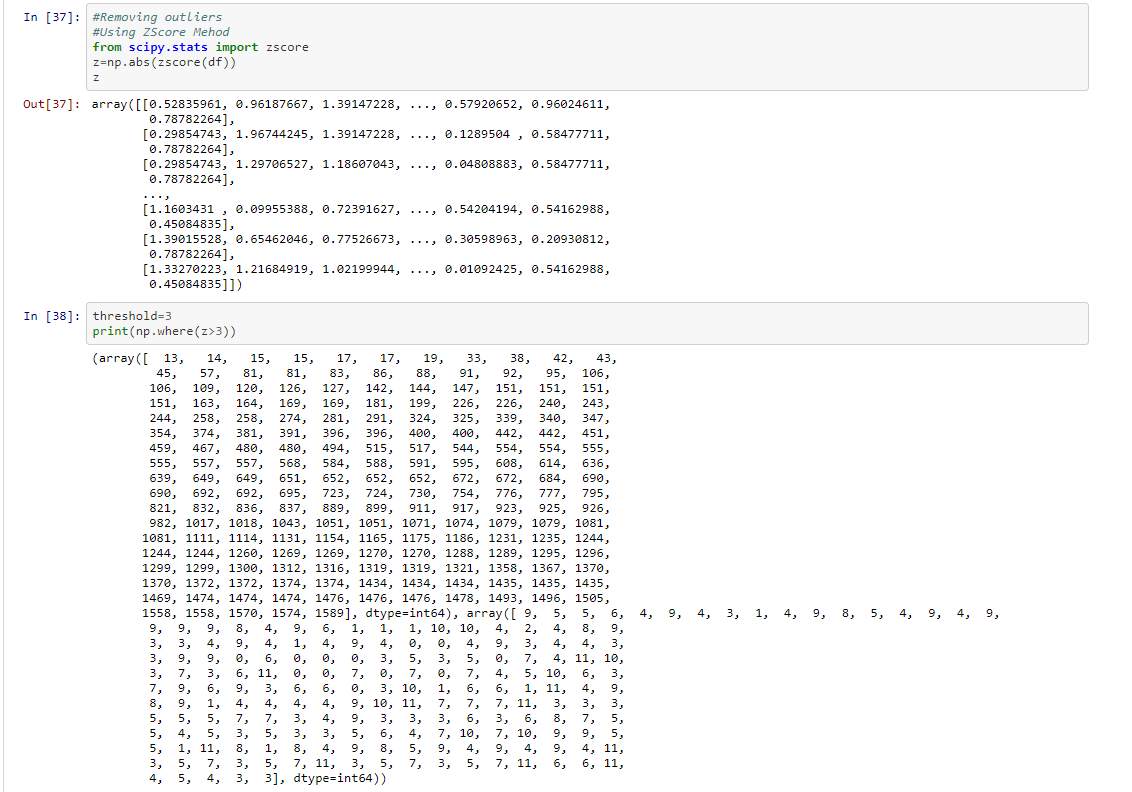 In [37]: #Removing outliers
#Using ZScore Mehod
from scipy.stats import zscore
z=np.abs(zscore(df))
z
Out[37]: array([[0.52835961, 0.96187667, 1.39147228, ..., 0.57920652, 0.96024611,
0.78782264],
[0.29854743, 1.96744245, 1.39147228, ..., 0.1289504 , 0.58477711,
0.78782264],
[0.29854743, 1.29706527, 1.18607043, ..., 0.04808883, 0.58477711,
0.78782264],
...,
[1.1603431 , 0.09955388, 0.72391627, ..., 0.54204194, 0.54162988,
0.45084835],
[1.39015528, 0.65462046, 0.77526673, ..., 0.30598963, 0.20930812,
0.78782264],
[1.33270223, 1.21684919, 1.02199944, ..., 0.01092425, 0.54162988,
0.45084835]])
In [38]: threshold=3
print(np.where(z>3))
(array([ 13, 14, 15, 15, 17, 17, 19, 33, 38, 42, 43,
45, 57, 81, 81, 83, 86, 88, 91, 92, 95, 106,
106, 109, 120, 126, 127, 142, 144, 147, 151, 151, 151,
151, 163, 164, 169, 169, 181, 199, 226, 226, 240, 243,
244, 258, 258, 274, 281, 291, 324, 325, 339, 340, 347,
354, 374, 381, 391, 396, 396, 400, 400, 442, 442, 451,
459, 467, 480, 480, 494, 515, 517, 544, 554, 554, 555,
555, 557, 557, 568, 584, 588, 591, 595, 608, 614, 636,
639, 649, 649, 651, 652, 652, 652, 672, 672, 684, 690,
690, 692, 692, 695, 723, 724, 730, 754, 776, 777, 795,
821, 832, 836, 837, 889, 899, 911, 917, 923, 925, 926,
982, 1017, 1018, 1043, 1051, 1051, 1071, 1074, 1079, 1079, 1081,
1081, 1111, 1114, 1131, 1154, 1165, 1175, 1186, 1231, 1235, 1244,
1244, 1244, 1260, 1269, 1269, 1270, 1270, 1288, 1289, 1295, 1296,
1299, 1299, 1300, 1312, 1316, 1319, 1319, 1321, 1358, 1367, 1370,
1370, 1372, 1372, 1374, 1374, 1434, 1434, 1434, 1435, 1435, 1435,
1469, 1474, 1474, 1474, 1476, 1476, 1476, 1478, 1493, 1496, 1505,
1558, 1558, 1570, 1574, 1589], dtype=int64), array([ 9, 5, 5, 6, 4, 9, 4, 3, 1, 4, 9, 8, 5, 4, 9, 4, 9,
9, 9, 9, 8, 4, 9, 6, 1, 1, 1, 10, 10, 4, 2, 4, 8, 9,
3, 3, 4, 9, 4, 1, 4, 9, 4, 0, 0, 4, 9, 3, 4, 4, 3,
3, 9, 9, 0, 6, 0, 0, 0, 3, 5, 3, 5, 0, 7, 4, 11, 10,
3, 7, 3, 6, 11, 0, 0, 7, 0, 7, 0, 7, 4, 5, 10, 6, 3,
7, 9, 6, 9, 3, 6, 6, 0, 3, 10, 1, 6, 6, 1, 11, 4, 9,
8, 9, 1, 4, 4, 4, 4, 9, 10, 11, 7, 7, 7, 11, 3, 3, 3,
5, 5, 5, 7, 7, 3, 4, 9, 3, 3, 3, 6, 3, 6, 8, 7, 5,
5, 4, 5, 3, 5, 3, 3, 5, 6, 4, 7, 10, 7, 10, 9, 9, 5,
5, 1, 11, 8, 1, 8, 4, 9, 8, 5, 9, 4, 9, 4, 9, 4, 11,
3, 5, 7, 3, 5, 7, 11, 3, 5, 7, 3, 5, 7, 11, 6, 6, 11,
4, 5, 4, 3, 3], dtype=int64))